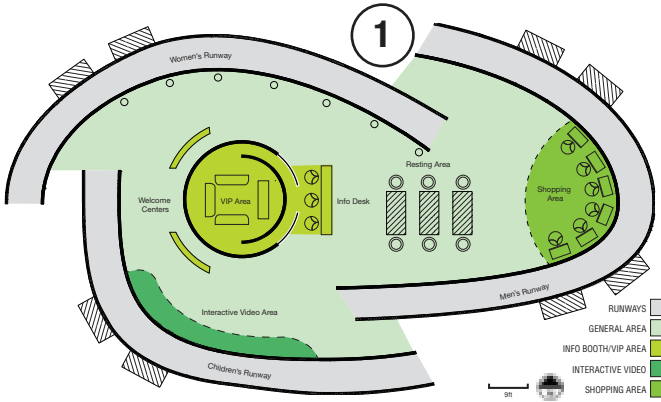 1
Women's Runway
Resting Area
Welcome
Centers
VIP Area
Info Desk
Shopping
Area
Men's Runway
Interactive Video Area
Children's Runway
RUNWAYS
GENERAL AREA
INFO BOOTH/VIP AREA
INTERACTIVE VIDEO
SHOPPING AREA
9ft